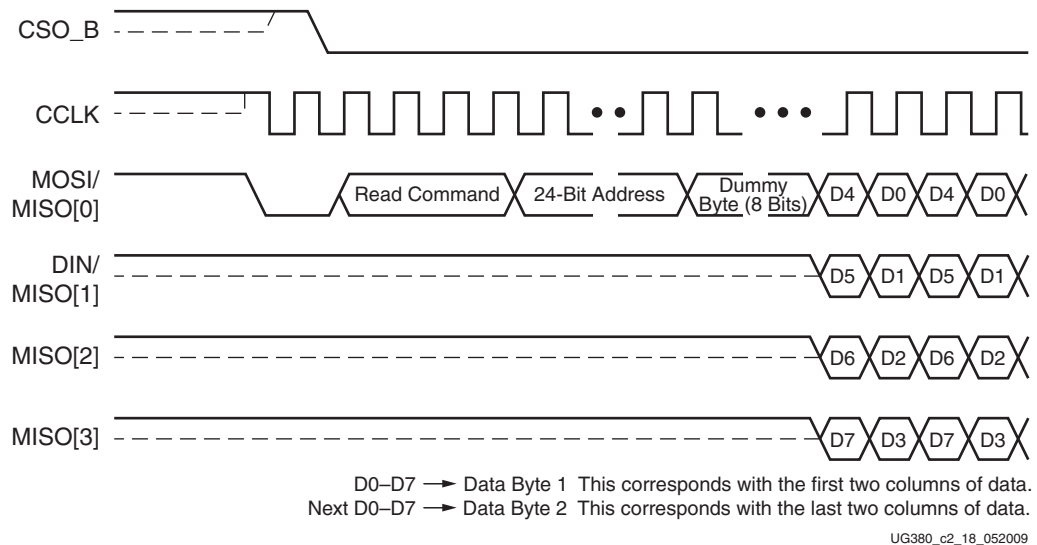 CSO_B
CCLK
MOSI/
MISO[0]
Read Command
24-Bit Address
Dummy
Byte (8 Bits)
D4 D0 D4 D0
DIN/
MISO[1]
D5 D1 D5 D1
MISO[2]
D6 D2 D6 D2
MISO[3]
D7 D3 D7 D3
D0–D7 → Data Byte 1 This corresponds with the first two columns of data.
Next D0–D7 → Data Byte 2 This corresponds with the last two columns of data.
UG380_c2_18_052009